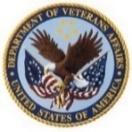 DEPARTMENT OF VETERANS AFFAIRS
UNITED STATES OF AMERICA